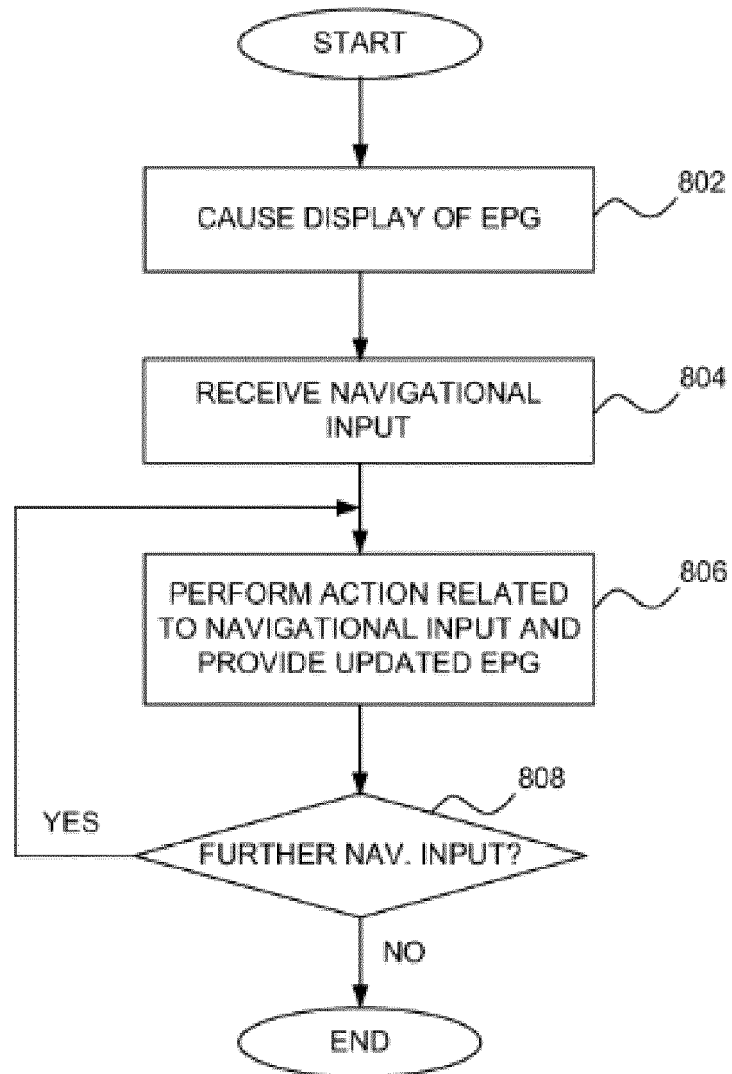 START
802
CAUSE DISPLAY OF EPG
804
RECEIVE NAVIGATIONAL
INPUT
806
PERFORM ACTION RELATED
TO NAVIGATIONAL INPUT AND
PROVIDE UPDATED EPG
808
YES
FURTHER NAV. INPUT?
NO
END